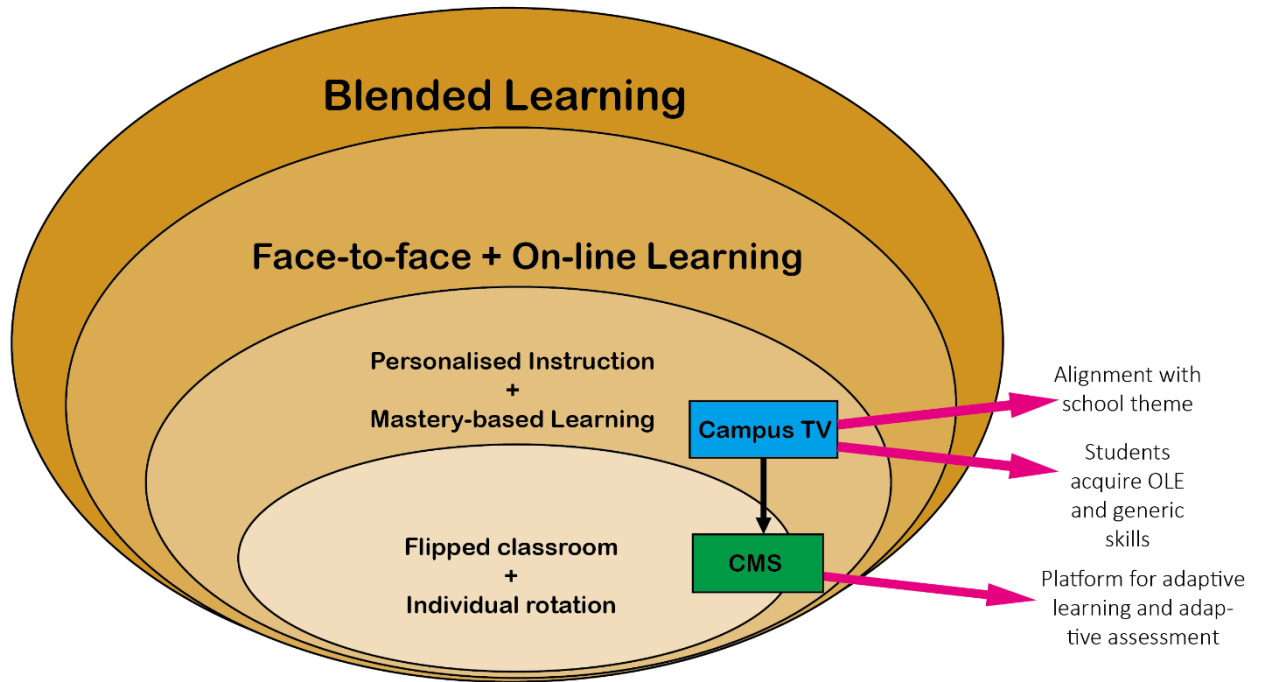 Blended Learning
Face-to-face + On-line Learning
Personalised Instruction
+
Mastery-based Learning
Campus TV
Alignment with
school theme
Students
acquire OLE
and generic
skills
Flipped classroom
+
Individual rotation
CMS
Platform for adaptive
learning and adap-
tive assessment